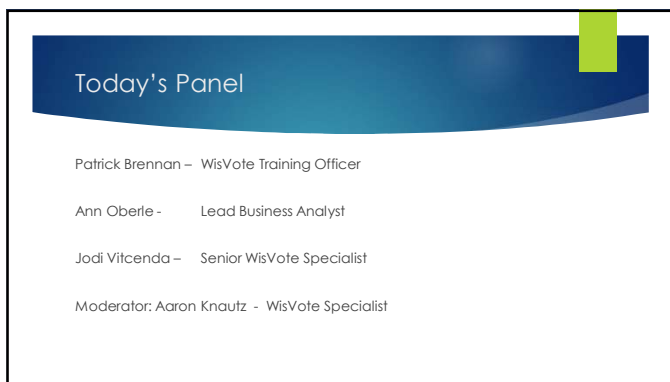 Today’s Panel
Patrick Brennan – WisVote Training Officer
Ann Oberle - Lead Business Analyst
Jodi Vitcenda – Senior WisVote Specialist
Moderator: Aaron Knautz - WisVote Specialist